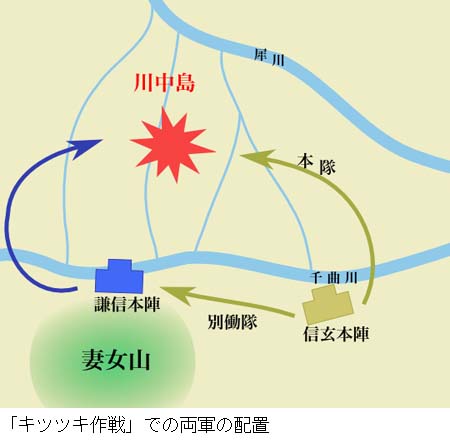 犀川
川中島
本隊
千曲川
謙信本陣
別働隊
信玄本陣
妻女山
「キツツキ作戦」での両軍の配置